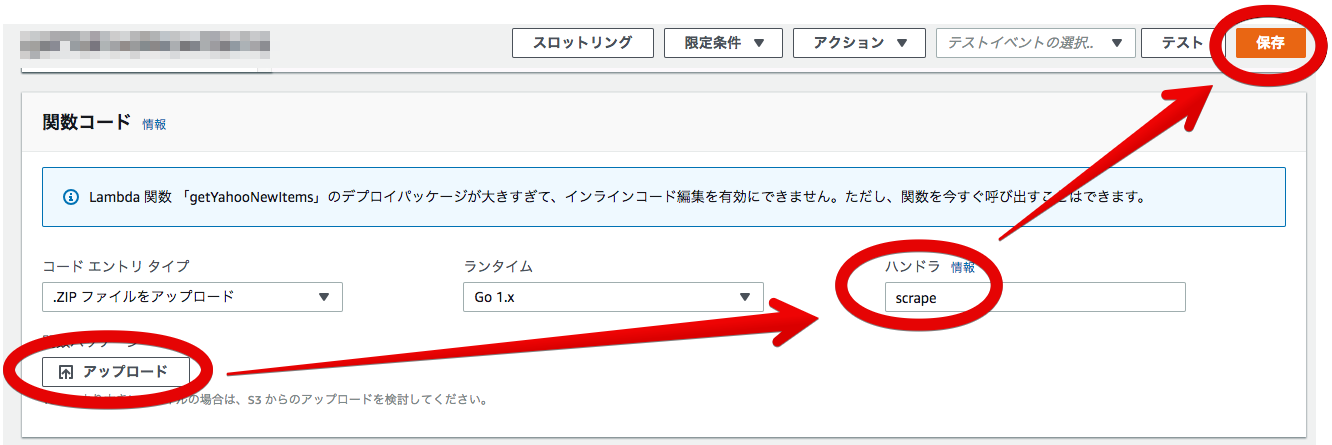 スロットリング 限定条件 アクション テストイベントの選択.. テスト 保存
関数コード 情報
Lambda 関数 「getYahooNewItems」のデプロイパッケージが大きすぎて、インラインコード編集を有効にできません。ただし、関数を今すぐ呼び出すことはできます。
コード エントリ タイプ ランタイム ハンドラ 情報
.ZIP ファイルをアップロード Go 1.x scrape
アップロード
の場合は、S3 からのアップロードを検討してください。